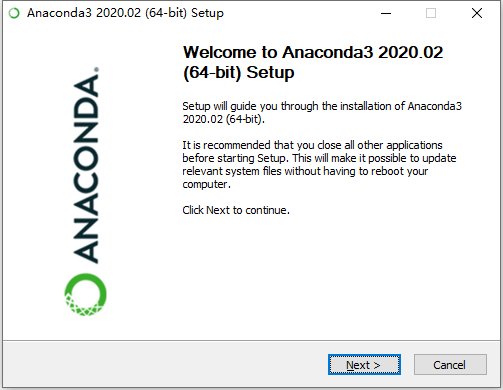 Anaconda3 2020.02 (64-bit) Setup
Welcome to Anaconda3 2020.02
(64-bit) Setup
Setup will guide you through the installation of Anaconda3
2020.02 (64-bit).
It is recommended that you close all other applications
before starting Setup. This will make it possible to update
relevant system files without having to reboot your
computer.
Click Next to continue.
ANACONDA.
Next >
Cancel